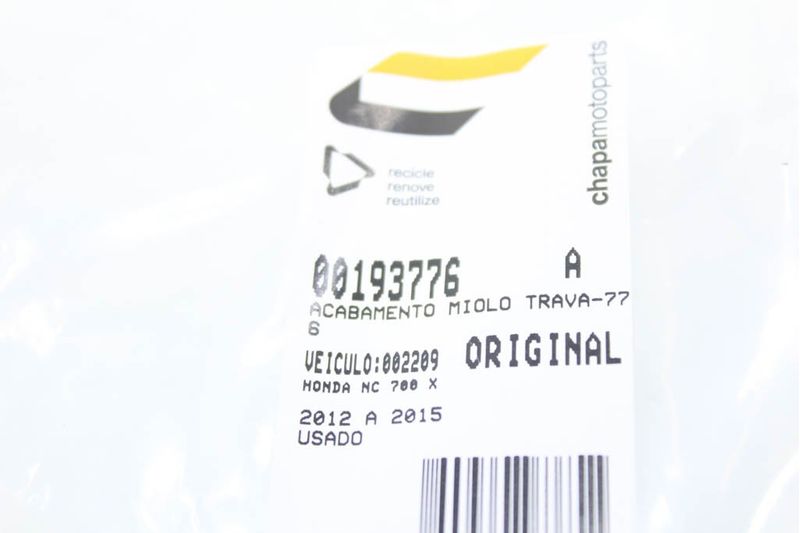 chapamotoparts
recicle
renove
reutilize
00193776 A
ACABAMENTO MIOLO TRAVA-77
6
VEICULO:002209 ORIGINAL
HONDA NC 700 X
2012 A 2015
USADO